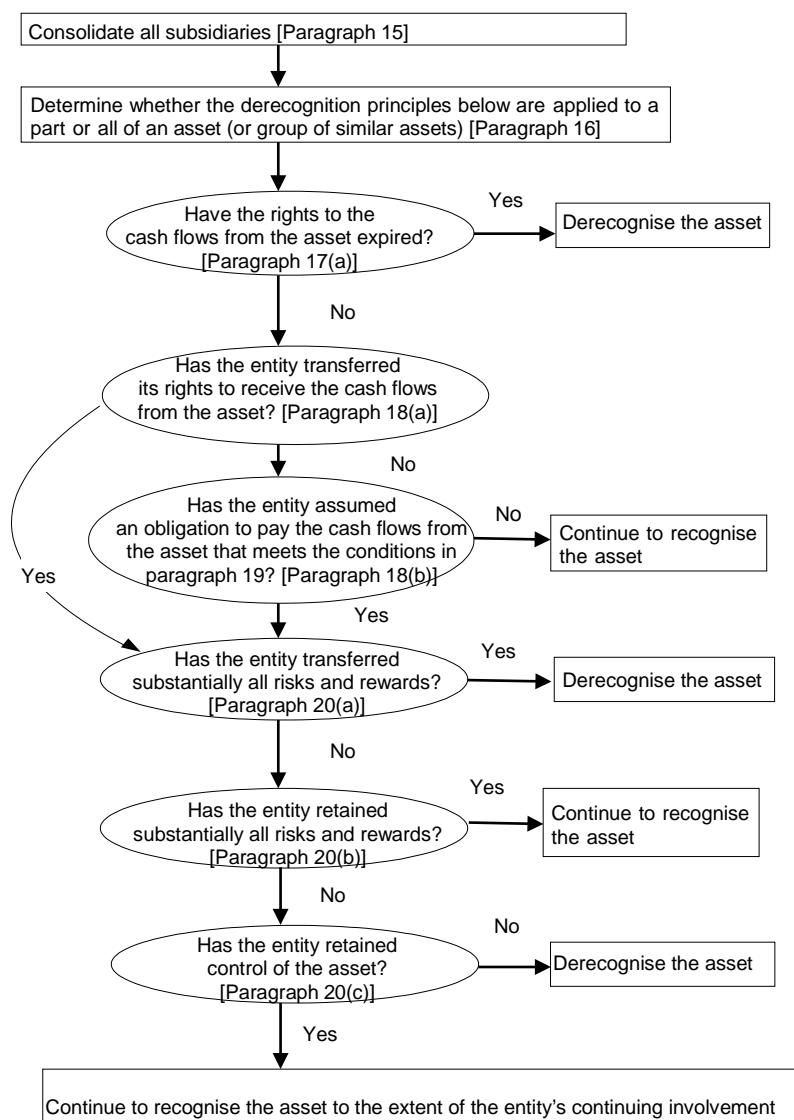 Consolidate all subsidiaries [Paragraph 15]
Determine whether the derecognition principles below are applied to a
part or all of an asset (or group of similar assets) [Paragraph 16]
Have the rights to the
cash flows from the asset expired?
[Paragraph 17(a)]
Yes
Derecognise the asset
No
Has the entity transferred
its rights to receive the cash flows
from the asset? [Paragraph 18(a)]
No
Has the entity assumed
an obligation to pay the cash flows from
the asset that meets the conditions in
paragraph 19? [Paragraph 18(b)]
No
Continue to recognise
the asset
Yes
Yes
Has the entity transferred
substantially all risks and rewards?
[Paragraph 20(a)]
Yes
Derecognise the asset
No
Has the entity retained
substantially all risks and rewards?
[Paragraph 20(b)]
Yes
Continue to recognise
the asset
No
Has the entity retained
control of the asset?
[Paragraph 20(c)]
No
Derecognise the asset
Yes
Continue to recognise the asset to the extent of the entity's continuing involvement